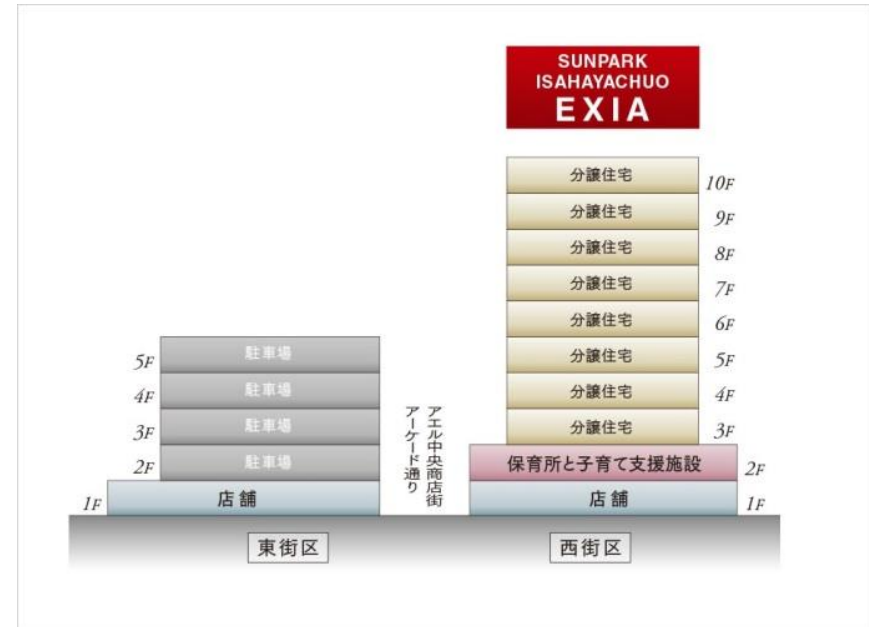 SUNPARK
ISAHAYACHUO
EXIA
分譲住宅 10F
分譲住宅 9F
分譲住宅 8F
分譲住宅 7F
分譲住宅 6F
5F 駐車場
分譲住宅 5F
4F 駐車場
分譲住宅 4F
3F 駐車場
分譲住宅 3F
2F 駐車場
保育所と子育て支援施設 2F
1F 店舗
店舗 1F
アエル中央商店街
アーケード通り
東街区
西街区